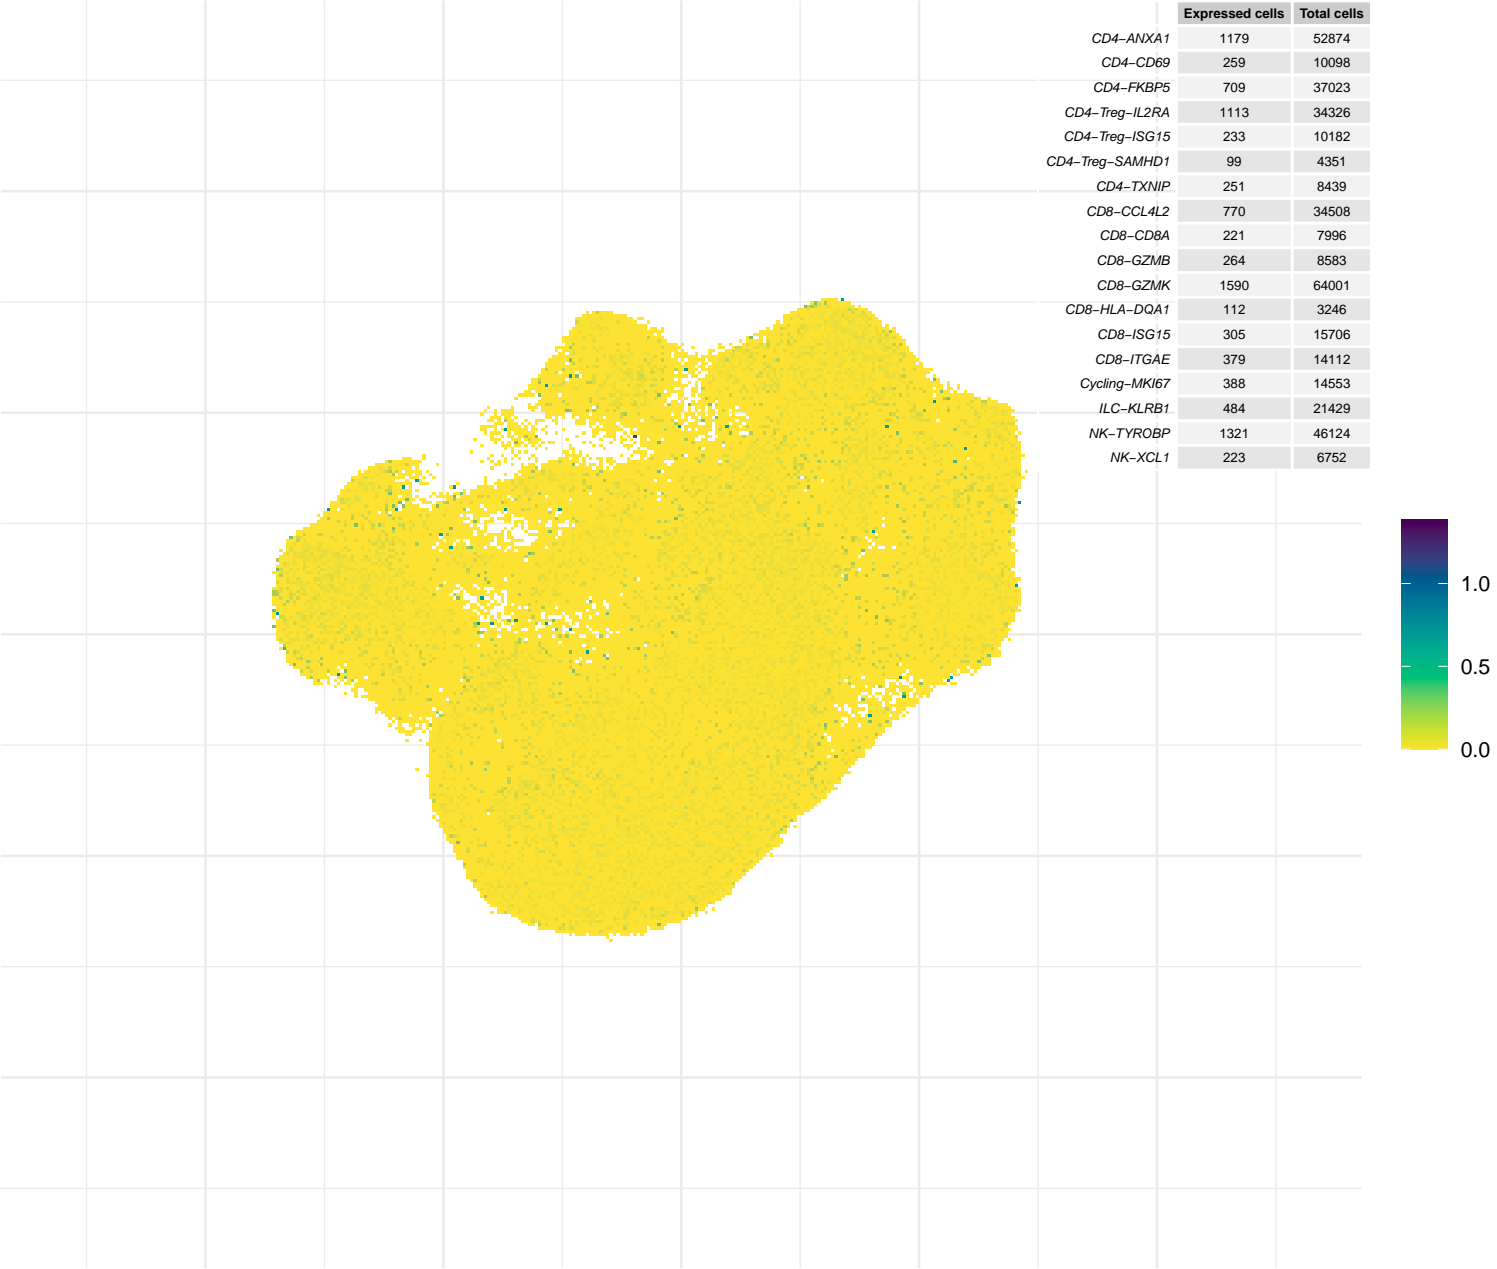 Expressed cells Total cells
CD4−ANXA1 1179 52874
CD4−CD69 259 10098
CD4−FKBP5 709 37023
CD4−Treg−IL2RA 1113 34326
CD4−Treg−ISG15 233 10182
CD4−Treg−SAMHD1 99 4351
CD4−TXNIP 251 8439
CD8−CCL4L2 770 34508
CD8−CD8A 221 7996
CD8−GZMB 264 8583
CD8−GZMK 1590 64001
CD8−HLA−DQA1 112 3246
CD8−ISG15 305 15706
CD8−ITGAE 379 14112
Cycling−MKI67 388 14553
ILC−KLRB1 484 21429
NK−TYROBP 1321 46124
NK−XCL1 223 6752
1.0
0.5
0.0